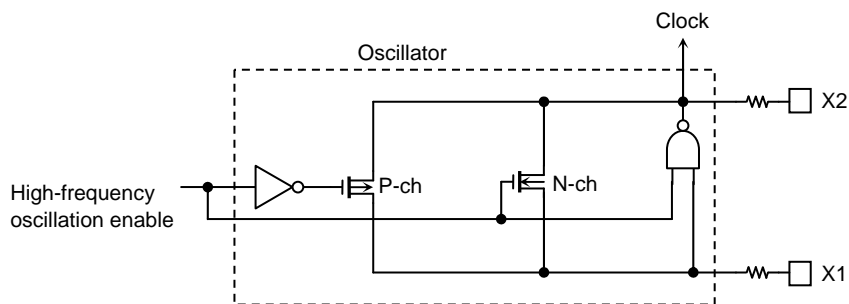 Clock
Oscillator
X2
P-ch
N-ch
High-frequency
oscillation enable
X1